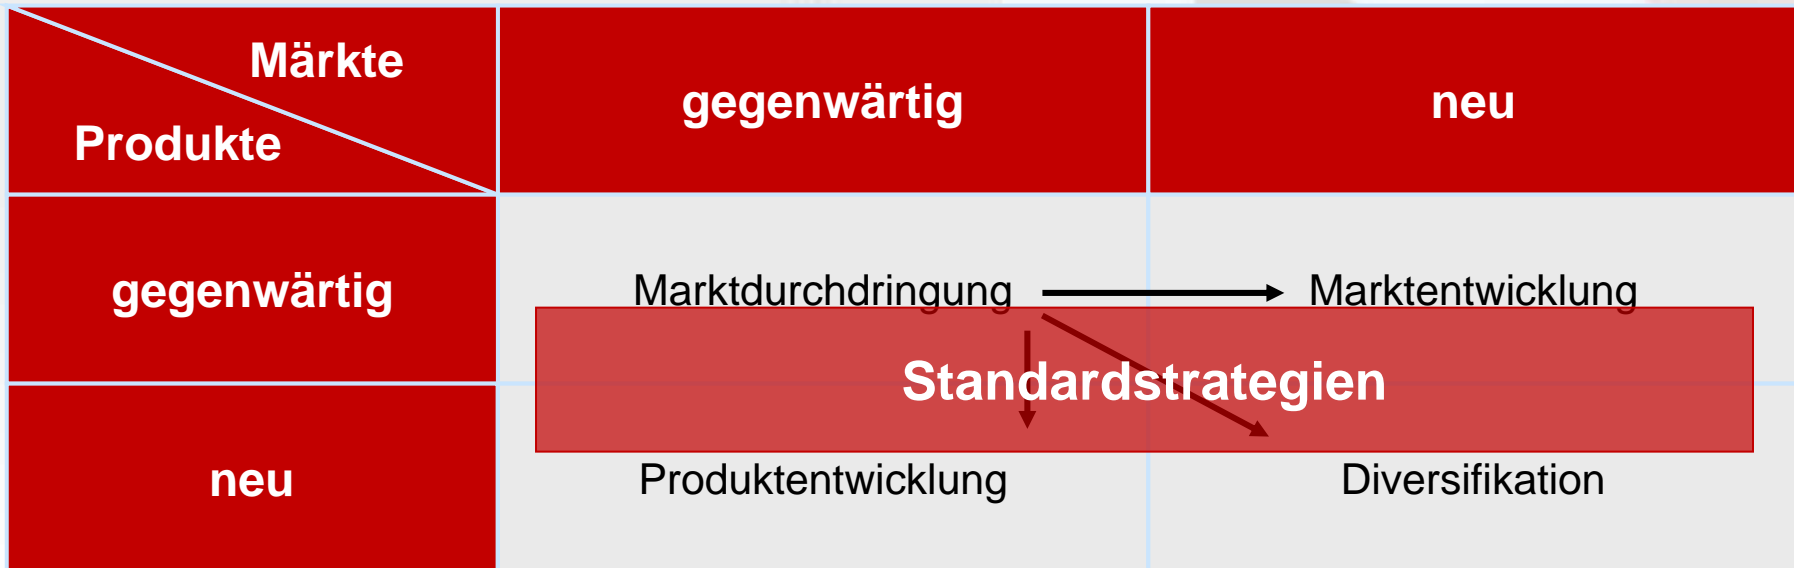 Märkte
Produkte
gegenwärtig
neu
gegenwärtig
Marktdurchdringung
Marktentwicklung
Standardstrategien
neu
Produktentwicklung
Diversifikation